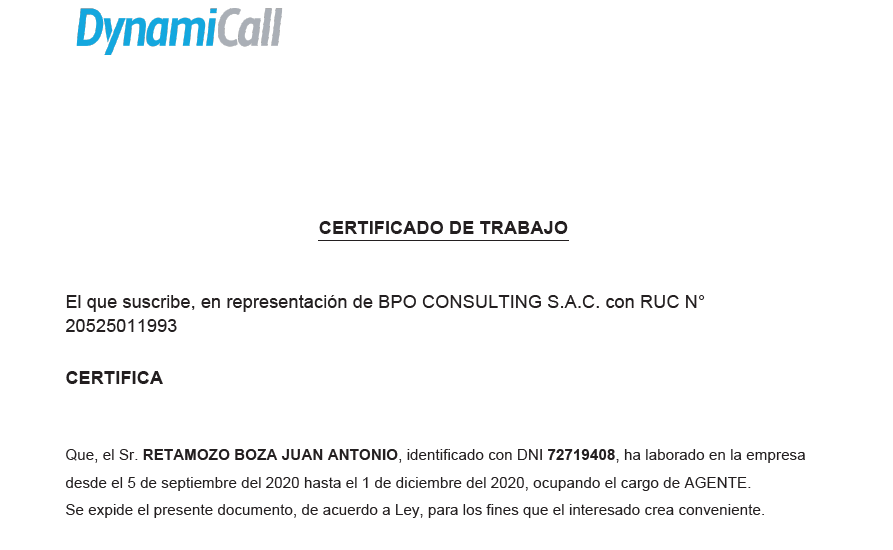 DynamiCall
CERTIFICADO DE TRABAJO
El que suscribe, en representación de BPO CONSULTING S.A.C. con RUC N°
20525011993
CERTIFICA
Que, el Sr. RETAMOZO BOZA JUAN ANTONIO, identificado con DNI 72719408, ha laborado en la empresa
desde el 5 de septiembre del 2020 hasta el 1 de diciembre del 2020, ocupando el cargo de AGENTE.
Se expide el presente documento, de acuerdo a Ley, para los fines que el interesado crea conveniente.